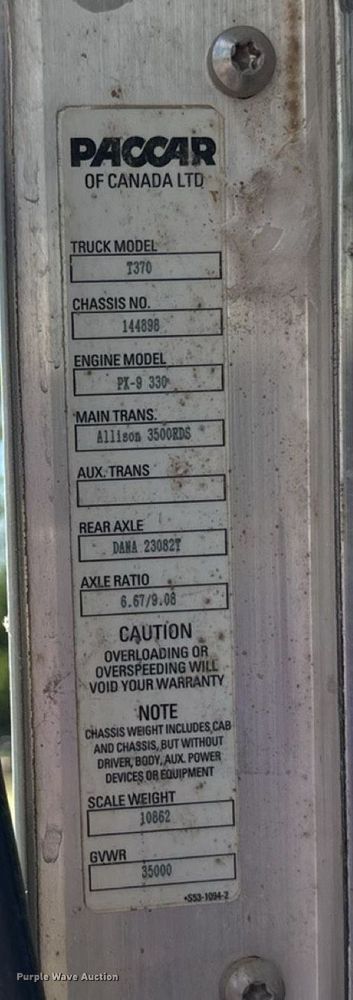 PACCAR
OF CANADA LTD
TRUCK MODEL
T370
CHASSIS NO.
144898
ENGINE MODEL
PX-9 330
MAIN TRANS.
Allison 3500RDS
AUX. TRANS
REAR AXLE
DANA 23082T
AXLE RATIO
6.67/9.08
CAUTION
OVERLOADING OR
OVERSPEEDING WILL
VOID YOUR WARRANTY
NOTE
CHASSIS WEIGHT INCLUDES CAB
AND CHASSIS, BUT WITHOUT
DRIVER, BODY, AUX. POWER
DEVICES OR EQUIPMENT
SCALE WEIGHT
10862
GVWR
35000
•S53-1094-2
Purple Wave Auction